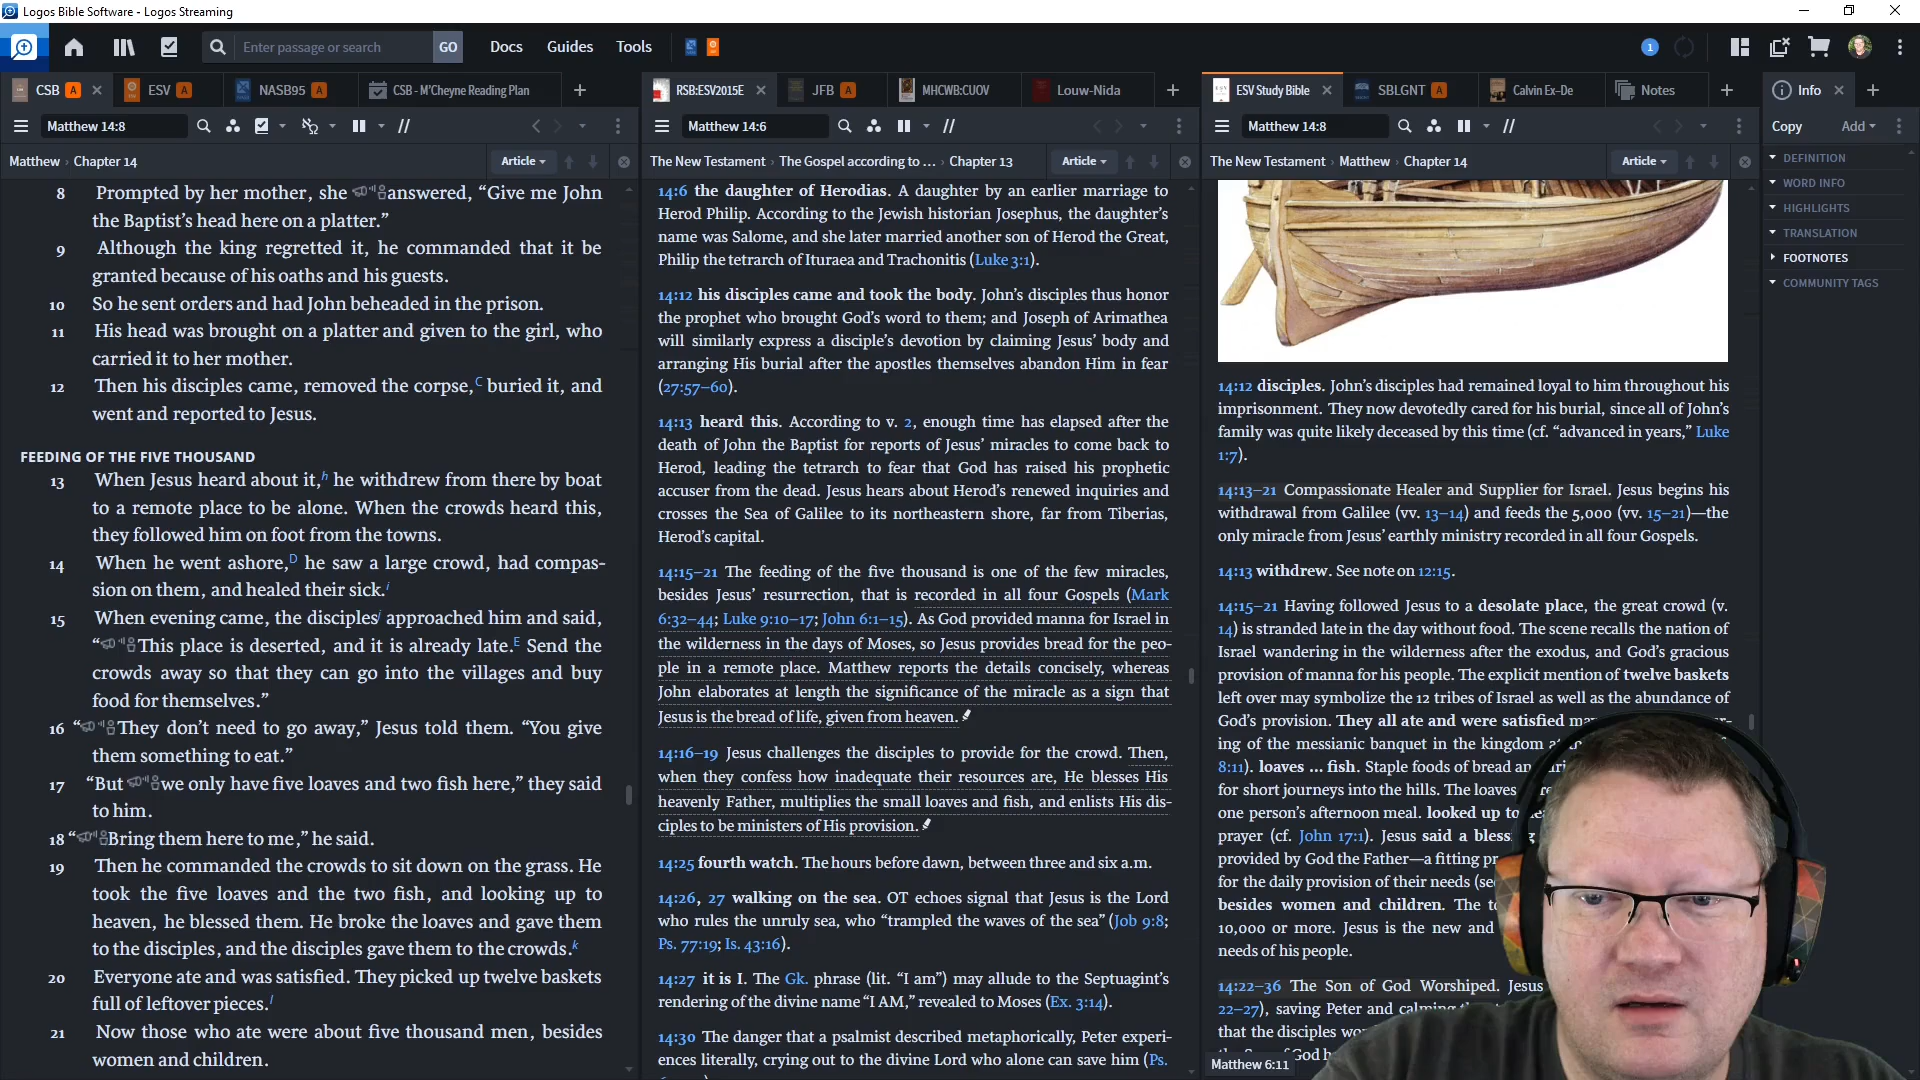 Logos Bible Software - Logos Streaming
Enter passage or search
GO
Docs
Guides
Tools
1
CSB A
ESV A
NASB95 A
CSB - M'Cheyne Reading Plan
Matthew 14:8
Matthew › Chapter 14
Article
8 Prompted by her mother, she answered, “Give me John
the Baptist’s head here on a platter.”
9 Although the king regretted it, he commanded that it be
granted because of his oaths and his guests.
10 So he sent orders and had John beheaded in the prison.
11 His head was brought on a platter and given to the girl, who
carried it to her mother.
12 Then his disciples came, removed the corpse,C buried it, and
went and reported to Jesus.
FEEDING OF THE FIVE THOUSAND
13 When Jesus heard about it,h he withdrew from there by boat
to a remote place to be alone. When the crowds heard this,
they followed him on foot from the towns.
14 When he went ashore,D he saw a large crowd, had compas-
sion on them, and healed their sick.i
15 When evening came, the disciplesj approached him and said,
“This place is deserted, and it is already late.E Send the
crowds away so that they can go into the villages and buy
food for themselves.”
16 “They don’t need to go away,” Jesus told them. “You give
them something to eat.”
17 “But we only have five loaves and two fish here,” they said
to him.
18 “Bring them here to me,” he said.
19 Then he commanded the crowds to sit down on the grass. He
took the five loaves and the two fish, and looking up to
heaven, he blessed them. He broke the loaves and gave them
to the disciples, and the disciples gave them to the crowds.k
20 Everyone ate and was satisfied. They picked up twelve baskets
full of leftover pieces.l
21 Now those who ate were about five thousand men, besides
women and children.
RSB:ESV2015E
JFB A
MHCWB:CUOV
Louw-Nida
Matthew 14:6
The New Testament › The Gospel according to ... › Chapter 13
Article
14:6 the daughter of Herodias. A daughter by an earlier marriage to
Herod Philip. According to the Jewish historian Josephus, the daughter’s
name was Salome, and she later married another son of Herod the Great,
Philip the tetrarch of Ituraea and Trachonitis (Luke 3:1).
14:12 his disciples came and took the body. John’s disciples thus honor
the prophet who brought God’s word to them; and Joseph of Arimathea
will similarly express a disciple’s devotion by claiming Jesus’ body and
arranging His burial after the apostles themselves abandon Him in fear
(27:57–60).
14:13 heard this. According to v. 2, enough time has elapsed after the
death of John the Baptist for reports of Jesus’ miracles to come back to
Herod, leading the tetrarch to fear that God has raised his prophetic
accuser from the dead. Jesus hears about Herod’s renewed inquiries and
crosses the Sea of Galilee to its northeastern shore, far from Tiberias,
Herod’s capital.
14:15–21 The feeding of the five thousand is one of the few miracles,
besides Jesus’ resurrection, that is recorded in all four Gospels (Mark
6:32–44; Luke 9:10–17; John 6:1–15). As God provided manna for Israel in
the wilderness in the days of Moses, so Jesus provides bread for the peo-
ple in a remote place. Matthew reports the details concisely, whereas
John elaborates at length the significance of the miracle as a sign that
Jesus is the bread of life, given from heaven.
14:16–19 Jesus challenges the disciples to provide for the crowd. Then,
when they confess how inadequate their resources are, He blesses His
heavenly Father, multiplies the small loaves and fish, and enlists His dis-
ciples to be ministers of His provision.
14:25 fourth watch. The hours before dawn, between three and six a.m.
14:26, 27 walking on the sea. OT echoes signal that Jesus is the Lord
who rules the unruly sea, who “trampled the waves of the sea” (Job 9:8;
Ps. 77:19; Is. 43:16).
14:27 it is I. The Gk. phrase (lit. “I am”) may allude to the Septuagint’s
rendering of the divine name “I AM,” revealed to Moses (Ex. 3:14).
14:30 The danger that a psalmist described metaphorically, Peter experi-
ences literally, crying out to the divine Lord who alone can save him (Ps.
ESV Study Bible
SBLGNT A
Calvin Ex–De
Notes
Matthew 14:8
The New Testament › Matthew › Chapter 14
Article
14:12 disciples. John’s disciples had remained loyal to him throughout his
imprisonment. They now devotedly cared for his burial, since all of John’s
family was quite likely deceased by this time (cf. “advanced in years,” Luke
1:7).
14:13–21 Compassionate Healer and Supplier for Israel. Jesus begins his
withdrawal from Galilee (vv. 13–14) and feeds the 5,000 (vv. 15–21)—the
only miracle from Jesus’ earthly ministry recorded in all four Gospels.
14:13 withdrew. See note on 12:15.
14:15–21 Having followed Jesus to a desolate place, the great crowd (v.
14) is stranded late in the day without food. The scene recalls the nation of
Israel wandering in the wilderness after the exodus, and God’s gracious
provision of manna for his people. The explicit mention of twelve baskets
left over may symbolize the 12 tribes of Israel as well as the abundance of
God’s provision. They all ate and were satisfied
ing of the messianic banquet in the kingdom
8:11). loaves ... fish. Staple foods of bread
for short journeys into the hills. The loaves
one person’s afternoon meal. looked up to
prayer (cf. John 17:1). Jesus said a
provided by God the Father—a fitting
for the daily provision of their needs
besides women and children. The
10,000 or more. Jesus is the new and
needs of his people.
14:22–36 The Son of God Worshiped. Jesus
22–27), saving Peter and calming
that the disciples
of God
Matthew 6:11
Info
Copy
Add
DEFINITION
WORD INFO
HIGHLIGHTS
TRANSLATION
FOOTNOTES
COMMUNITY TAGS